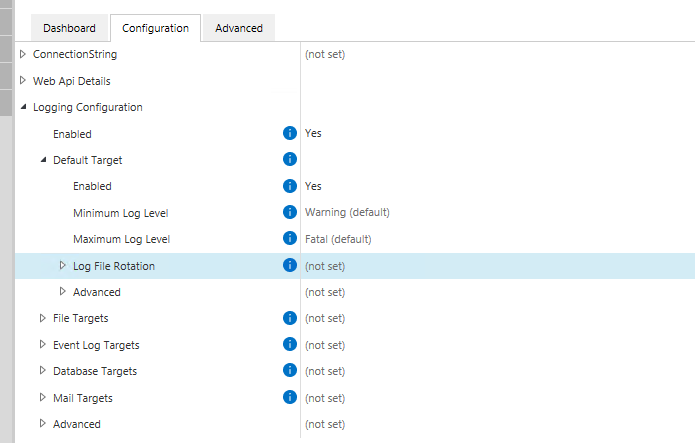 Dashboard Configuration Advanced
ConnectionString (not set)
Web Api Details
Logging Configuration
Enabled Yes
Default Target
Enabled Yes
Minimum Log Level Warning (default)
Maximum Log Level Fatal (default)
Log File Rotation (not set)
Advanced (not set)
File Targets (not set)
Event Log Targets (not set)
Database Targets (not set)
Mail Targets (not set)
Advanced (not set)